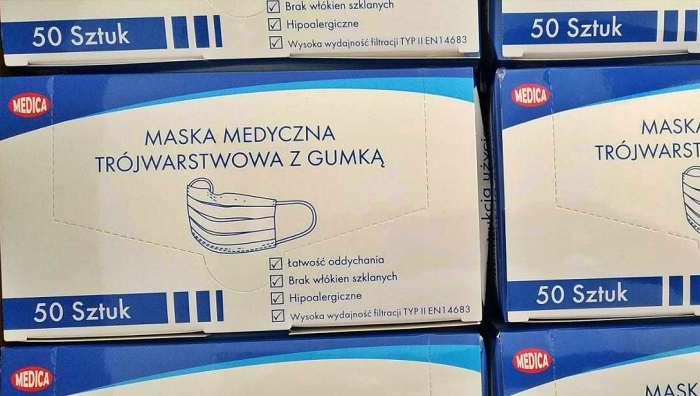 Brak włókien szklanych
Hipoalergiczne
Wysoka wydajność filtracji TYP II EN14683
50 Sztuk
50 Sztuk
MEDICA
MASKA MEDYCZNA
TRÓJWARSTWOWA Z GUMKĄ
Łatwość oddychania
Brak włókien szklanych
Hipoalergiczne
Wysoka wydajność filtracji TYP II EN14683
50 Sztuk
MEDICA
MASKA
TRÓJWARST
50 Sztuk
MEDICA
MEDICA
MASK